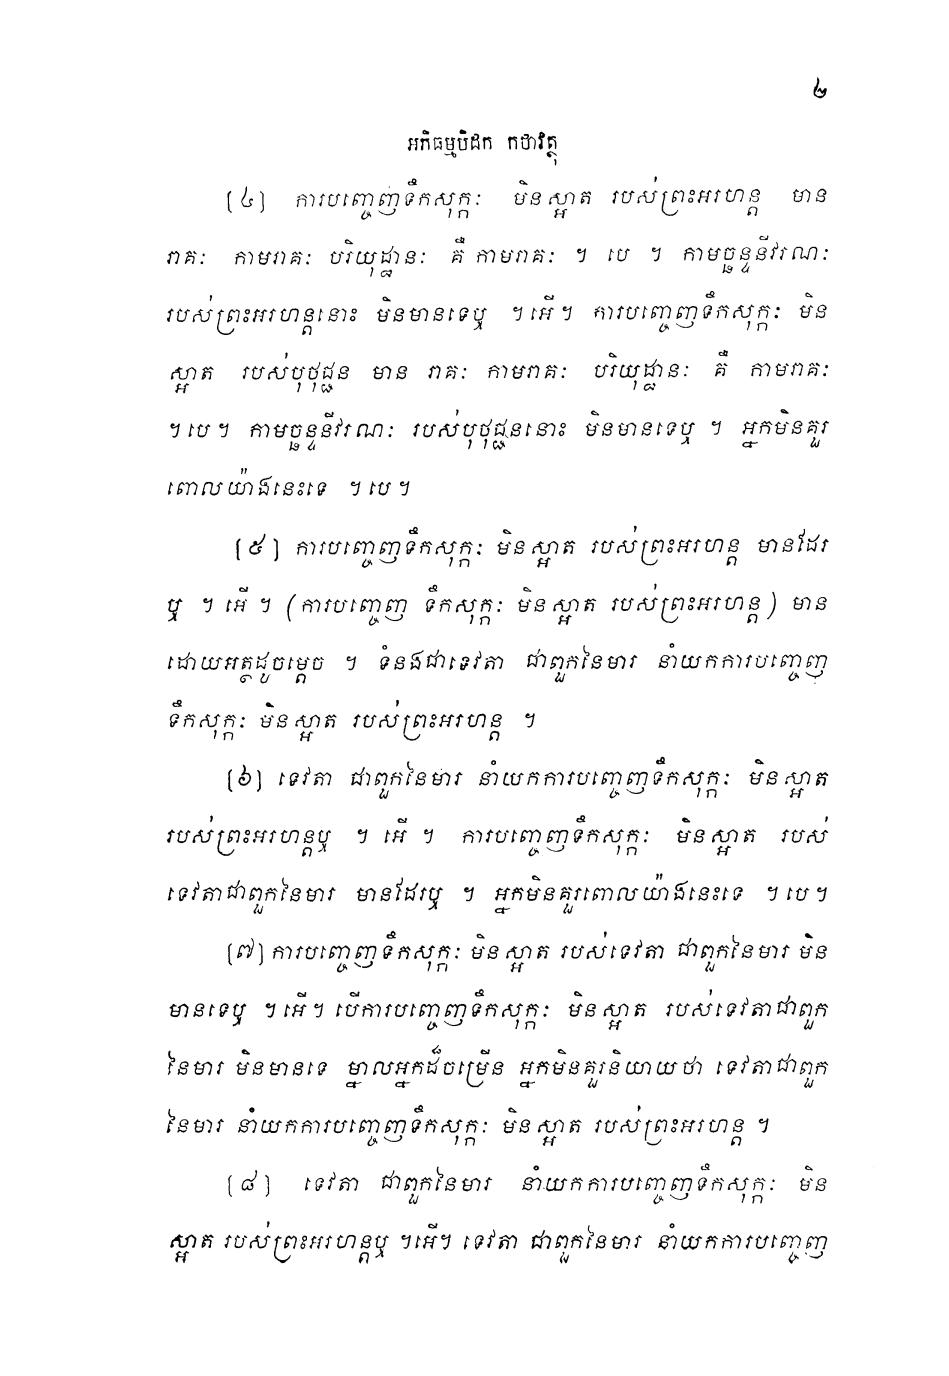 ២
អភិធម្មបិដក កថាវត្ថុ
[៤] ការបញ្ចេញទឹកសុក្កៈ មិនស្អាត របស់ព្រះអរហន្ត មាន
រាគៈ កាមរាគៈ បរិយុដ្ឋានៈ គឺ កាមរាគៈ ។ បេ ។ កាមច្ឆន្ទនីវរណៈ
របស់ព្រះអរហន្តនោះ មិនមានទេឬ ។ អើ ។ ការបញ្ចេញទឹកសុក្កៈ មិន
ស្អាត របស់បុថុជ្ជន មាន រាគៈ កាមរាគៈ បរិយុដ្ឋានៈ គឺ កាមរាគៈ
។ បេ ។ កាមច្ឆន្ទនីវរណៈ របស់បុថុជ្ជននោះ មិនមានទេឬ ។ អ្នកមិនគួរ
ពោលយ៉ាងនេះទេ ។ បេ ។
[៥] ការបញ្ចេញទឹកសុក្កៈ មិនស្អាត របស់ព្រះអរហន្ត មានដែរ
ឬ ។ អើ ។ (ការបញ្ចេញ ទឹកសុក្កៈ មិនស្អាត របស់ព្រះអរហន្ត) មាន
ដោយអត្ថដូចម្តេច ។ ទំនងជាទេវតា ជាពួកនៃមារ នាំយកការបញ្ចេញ
ទឹកសុក្កៈ មិនស្អាត របស់ព្រះអរហន្ត ។
[៦] ទេវតា ជាពួកនៃមារ នាំយកការបញ្ចេញទឹកសុក្កៈ មិនស្អាត
របស់ព្រះអរហន្តឬ ។ អើ ។ ការបញ្ចេញទឹកសុក្កៈ មិនស្អាត របស់
ទេវតាជាពួកនៃមារ មានដែរឬ ។ អ្នកមិនគួរពោលយ៉ាងនេះទេ ។ បេ ។
[៧] ការបញ្ចេញទឹកសុក្កៈ មិនស្អាត របស់ទេវតា ជាពួកនៃមារ មិន
មានទេឬ ។ អើ ។ បើការបញ្ចេញទឹកសុក្កៈ មិនស្អាត របស់ទេវតាជាពួក
នៃមារ មិនមានទេ ម្នាលអ្នកដ៏ចម្រើន អ្នកមិនគួរនិយាយថា ទេវតាជាពួក
នៃមារ នាំយកការបញ្ចេញទឹកសុក្កៈ មិនស្អាត របស់ព្រះអរហន្ត ។
[៨] ទេវតា ជាពួកនៃមារ នាំយកការបញ្ចេញទឹកសុក្កៈ មិន
ស្អាត របស់ព្រះអរហន្តឬ ។ អើ ។ ទេវតា ជាពួកនៃមារ នាំយកការបញ្ចេញ